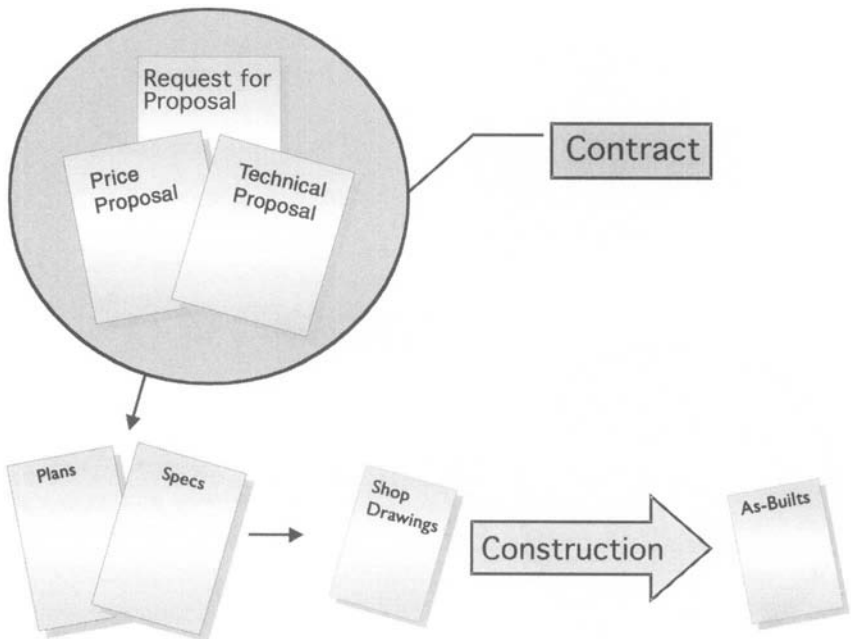 Request for
Proposal
Price
Proposal
Technical
Proposal
Contract
Plans
Specs
Shop
Drawings
Construction
As-Builts